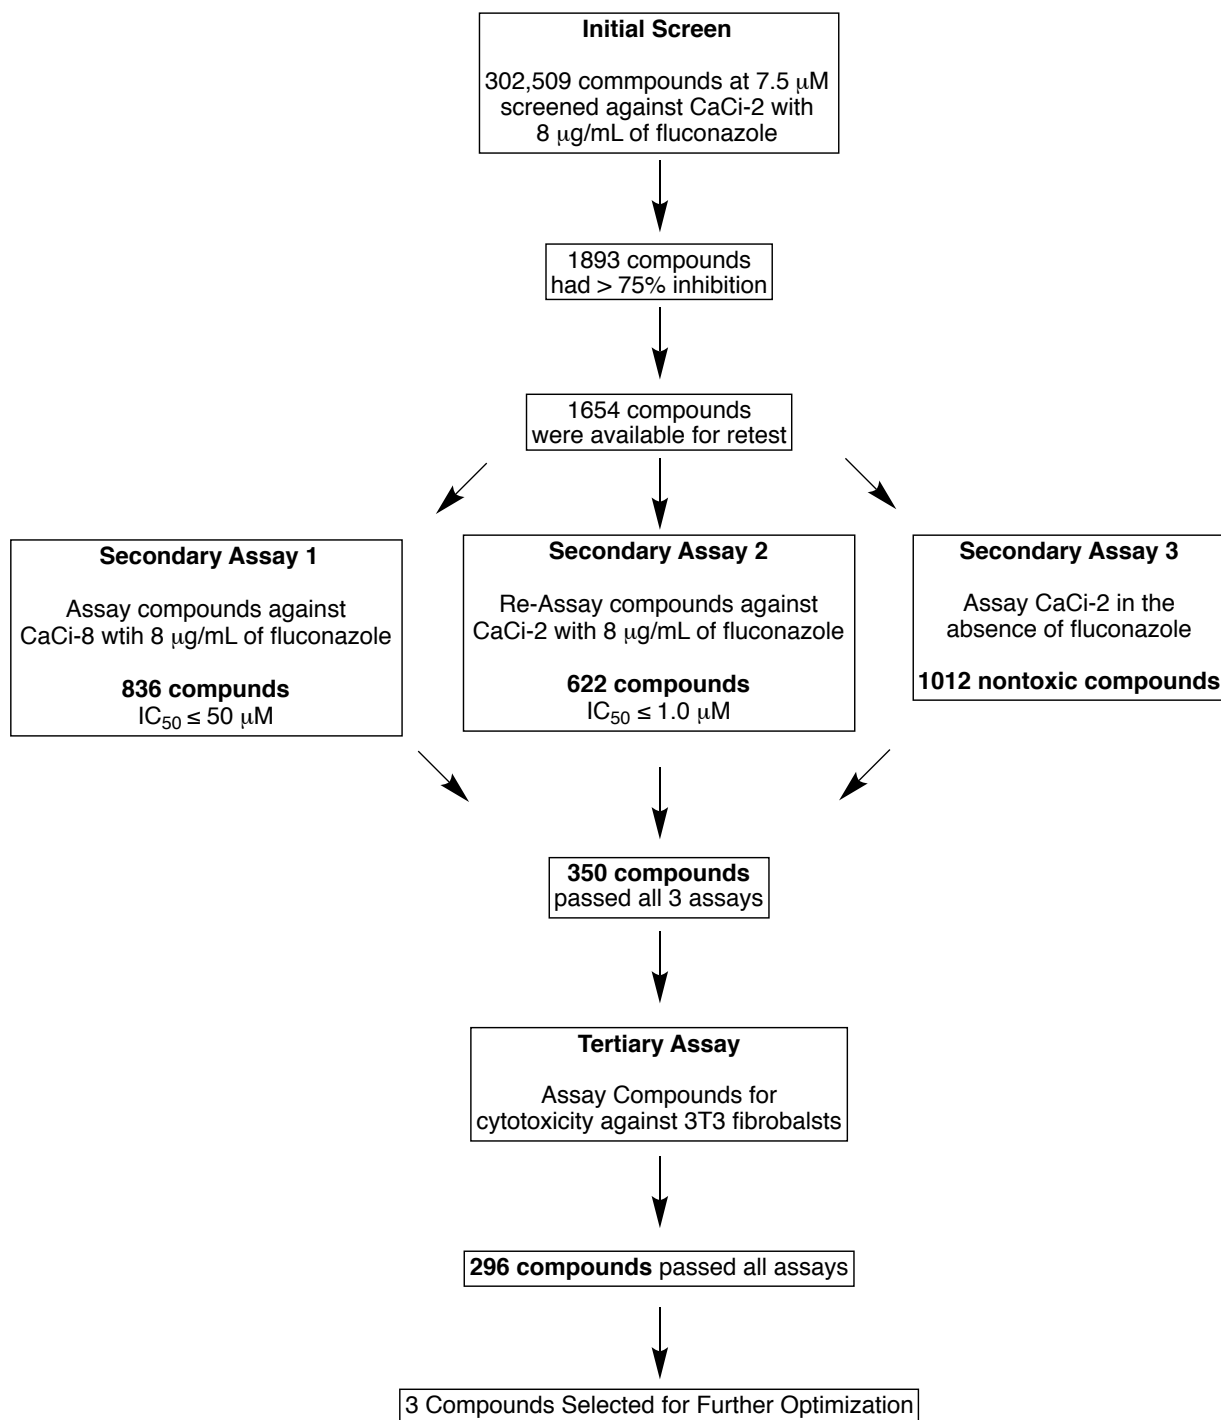 Initial Screen
302,509 commpounds at 7.5 μM
screened against CaCi-2 with
8 μg/mL of fluconazole
1893 compounds
had > 75% inhibition
1654 compounds
were available for retest
Secondary Assay 1
Assay compounds against
CaCi-8 wtih 8 μg/mL of fluconazole
836 compunds
IC50 ≤ 50 μM
Secondary Assay 2
Re-Assay compounds against
CaCi-2 with 8 μg/mL of fluconazole
622 compounds
IC50 ≤ 1.0 μM
Secondary Assay 3
Assay CaCi-2 in the
absence of fluconazole
1012 nontoxic compounds
350 compounds
passed all 3 assays
Tertiary Assay
Assay Compounds for
cytotoxicity against 3T3 fibrobalsts
296 compounds passed all assays
3 Compounds Selected for Further Optimization